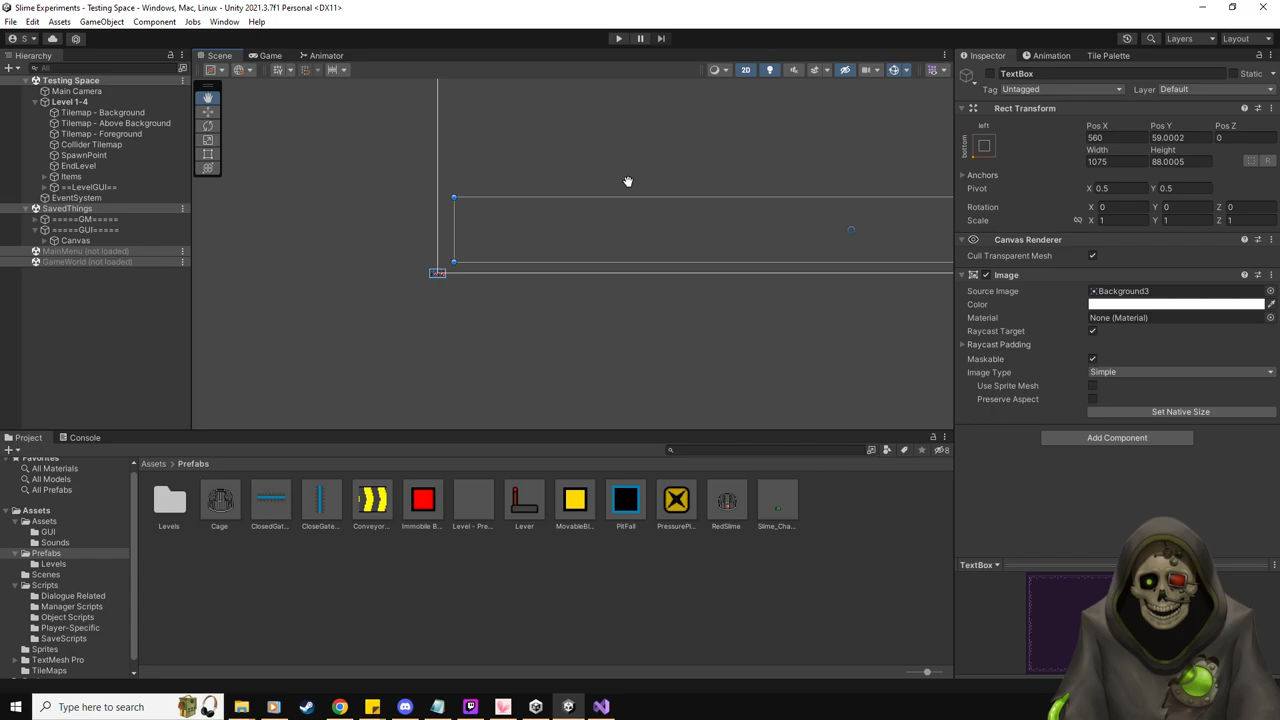 Slime Experiments - Testing Space - Windows, Mac, Linux - Unity 2021.3.7f1 Personal <DX11>
File Edit Assets GameObject Component Jobs Window Help
S Layers Layout
Hierarchy Scene Game Animator Inspector Animation Tile Palette
All
2D
TextBox Static
Tag Untagged Layer Default
Testing Space
Main Camera
Level 1-4
Tilemap - Background
Tilemap - Above Background
Tilemap - Foreground
Collider Tilemap
SpawnPoint
EndLevel
Items
==LevelGUI==
EventSystem
SavedThings
=====GM=====
=====GUI=====
Canvas
MainMenu (not loaded)
GameWorld (not loaded)
Rect Transform
left Pos X Pos Y Pos Z
bottom 560 59.0002 0
Width Height
1075 88.0005
R
Anchors
Pivot X 0.5 Y 0.5
Rotation X 0 Y 0 Z 0
Scale X 1 Y 1 Z 1
Canvas Renderer
Cull Transparent Mesh
Image
Source Image Background3
Color
Material None (Material)
Raycast Target
Raycast Padding
Maskable
Image Type Simple
Use Sprite Mesh
Preserve Aspect
Set Native Size
Add Component
TextBox
Project Console
8
Favorites
All Materials
All Models
All Prefabs
Assets
Assets
GUI
Sounds
Prefabs
Levels
Scenes
Scripts
Dialogue Related
Manager Scripts
Object Scripts
Player-Specific
SaveScripts
Sprites
TextMesh Pro
TileMaps
Assets Prefabs
Levels Cage ClosedGat... CloseGate... Conveyor... Immobile B... Level - Pre... Lever MovableBl... PitFall PressurePl... RedSlime Slime_Cha...
Type here to search